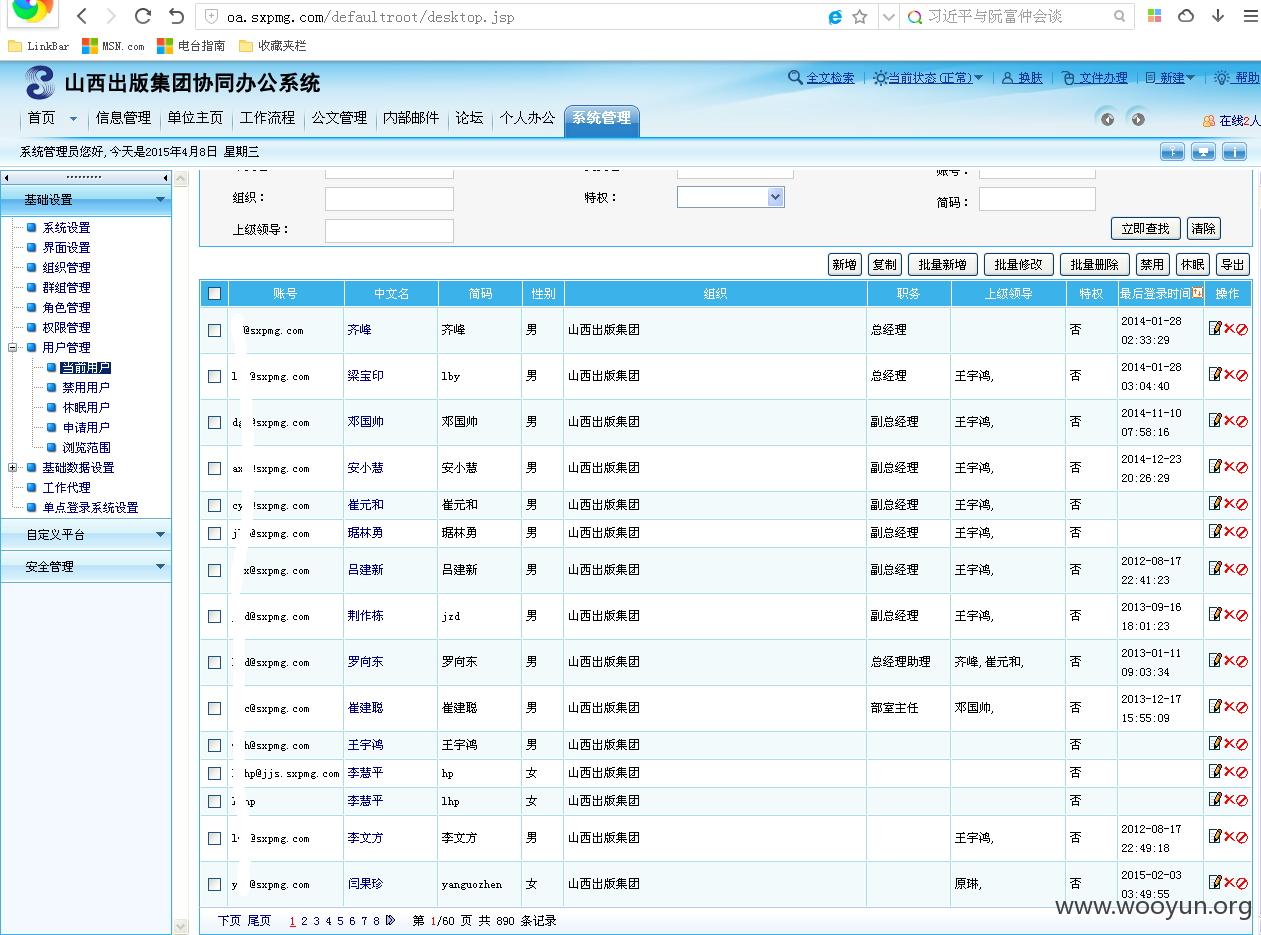 oa.sxpmg.com/defaultroot/desktop.jsp 习近平与阮富仲会谈
LinkBar MSN.com 电台指南 收藏夹栏
山西出版集团协同办公系统 全文检索 当前状态(正常) 换肤 文件办理 新建 帮助
首页 信息管理 单位主页 工作流程 公文管理 内部邮件 论坛 个人办公 系统管理 在线2人
系统管理员您好,今天是2015年4月8日 星期三
基础设置
系统设置
界面设置
组织管理
群组管理
角色管理
权限管理
用户管理
当前用户
禁用用户
休眠用户
申请用户
浏览范围
基础数据设置
工作代理
单点登录系统设置
自定义平台
安全管理
账号：
组织： 特权： 简码：
上级领导：
立即查找 清除
新增 复制 批量新增 批量修改 批量删除 禁用 休眠 导出
账号 中文名 简码 性别 组织 职务 上级领导 特权 最后登录时间 操作
@sxpmg.com 齐峰 齐峰 男 山西出版集团 总经理 否 2014-01-28 02:33:29
l @sxpmg.com 梁宝印 lby 男 山西出版集团 总经理 王宇鸿, 否 2014-01-28 03:04:40
@sxpmg.com 邓国帅 邓国帅 男 山西出版集团 副总经理 王宇鸿, 否 2014-11-10 07:58:16
ax @sxpmg.com 安小慧 安小慧 男 山西出版集团 副总经理 王宇鸿, 否 2014-12-23 20:26:29
cy @sxpmg.com 崔元和 崔元和 男 山西出版集团 副总经理 王宇鸿, 否
j @sxpmg.com 琚林勇 琚林勇 男 山西出版集团 副总经理 王宇鸿, 否
x@sxpmg.com 吕建新 吕建新 男 山西出版集团 副总经理 王宇鸿, 否 2012-08-17 22:41:23
d@sxpmg.com 荆作栋 jzd 男 山西出版集团 副总经理 王宇鸿, 否 2013-09-16 18:01:23
d@sxpmg.com 罗向东 罗向东 男 山西出版集团 总经理助理 齐峰,崔元和, 否 2013-01-11 09:03:34
c@sxpmg.com 崔建聪 崔建聪 男 山西出版集团 部室主任 邓国帅, 否 2013-12-17 15:55:09
h@sxpmg.com 王宇鸿 王宇鸿 男 山西出版集团 否
hp@jjs.sxpmg.com 李慧平 hp 女 山西出版集团 否
hp 李慧平 lhp 女 山西出版集团 否
l @sxpmg.com 李文方 李文方 男 山西出版集团 王宇鸿, 否 2012-08-17 22:49:18
y @sxpmg.com 闫果珍 yanguozhen 女 山西出版集团 原琳, 否 2015-02-03 03:49:55
下页 尾页 1 2 3 4 5 6 7 8 第 1/60 页 共 890 条记录
www.wooyun.org